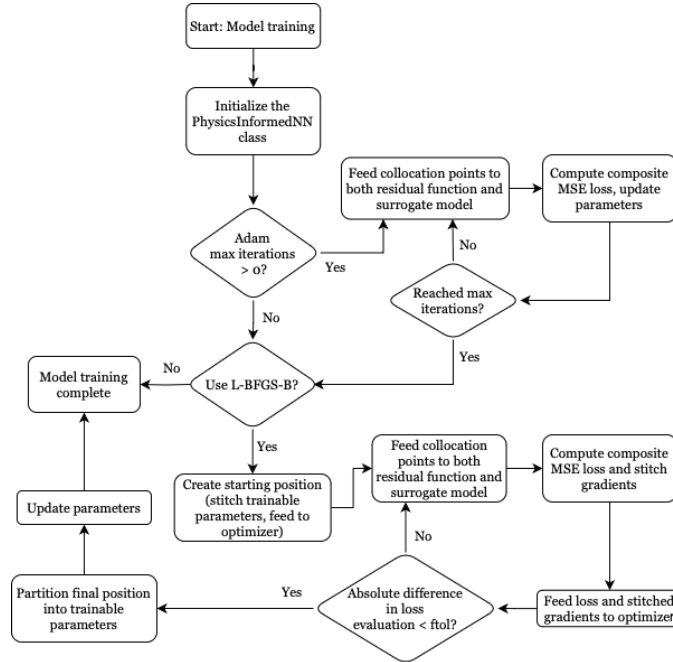 Start: Model training
Initialize the
PhysicsInformedNN
class
Adam
max iterations
> 0?
Yes
No
Feed collocation points to
both residual function and
surrogate model
Compute composite
MSE loss, update
parameters
No
Reached max
iterations?
Yes
Use L-BFGS-B?
No
Model training
complete
Yes
Create starting position
(stitch trainable
parameters, feed to
optimizer)
Feed collocation
points to both
residual function and
surrogate model
Compute composite
MSE loss and stitch
gradients
Update parameters
No
Partition final position
into trainable
parameters
Yes
Absolute difference
in loss
evaluation < ftol?
Feed loss and stitched
gradients to optimizer